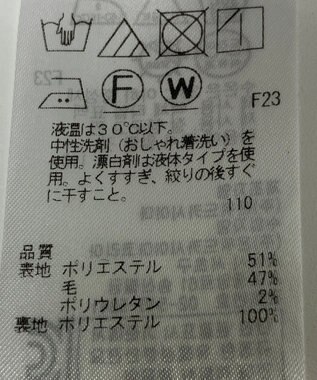 F W
F23
液温は30℃以下。
中性洗剤（おしゃれ着洗い）を
使用。漂白剤は液体タイプを使
用。よくすすぎ、絞りの後すぐ
に干すこと。
110
品質
表地 ポリエステル 51%
毛 47%
ポリウレタン 2%
裏地 ポリエステル 100%